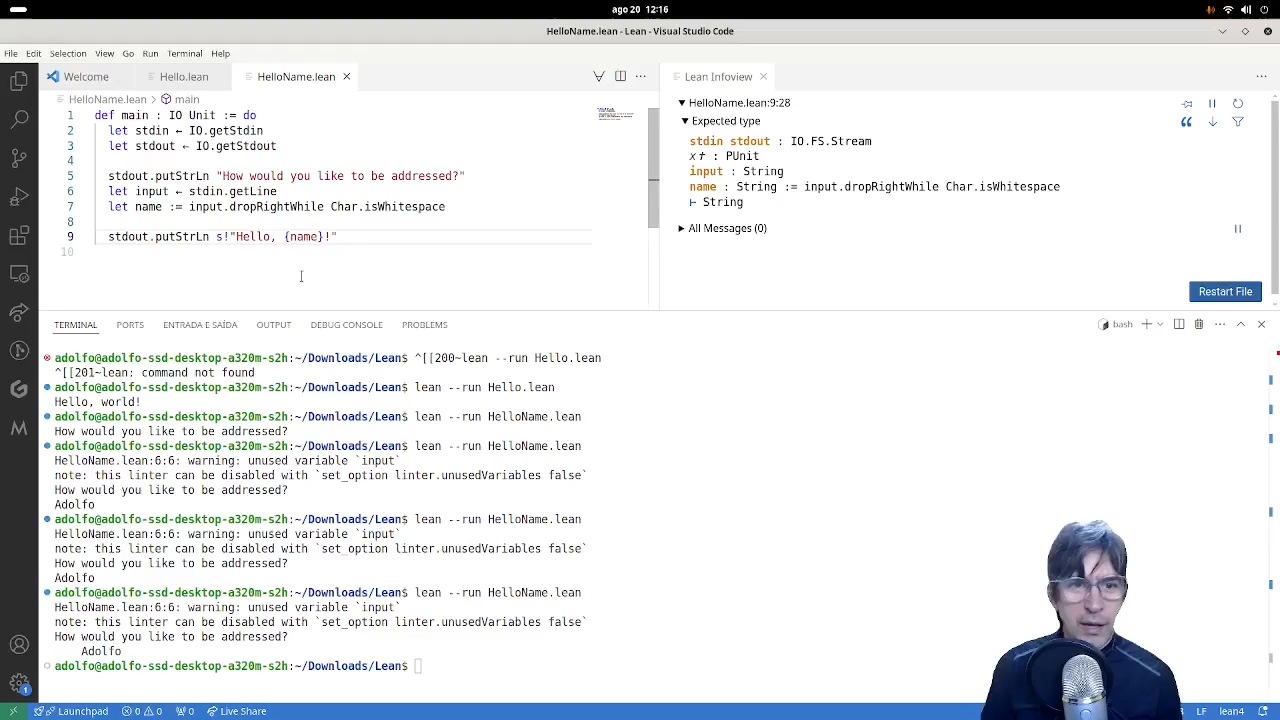 ago 20 12:16
HelloName.lean - Lean - Visual Studio Code
File Edit Selection View Go Run Terminal Help
Welcome Hello.lean HelloName.lean
HelloName.lean > main
1 def main : IO Unit := do
2 let stdin ← IO.getStdin
3 let stdout ← IO.getStdout
4
5 stdout.putStrLn "How would you like to be addressed?"
6 let input ← stdin.getLine
7 let name := input.dropRightWhile Char.isWhitespace
8
9 stdout.putStrLn s!"Hello, {name}!"
10
Lean Infoview
HelloName.lean:9:28
Expected type
stdin stdout : IO.FS.Stream
x✝ : PUnit
input : String
name : String := input.dropRightWhile Char.isWhitespace
⊢ String
All Messages (0)
Restart File
TERMINAL PORTS ENTRADA E SAÍDA OUTPUT DEBUG CONSOLE PROBLEMS
bash
adolfo@adolfo-ssd-desktop-a320m-s2h:~/Downloads/Lean$ ^[[200~lean --run Hello.lean
^[[201~lean: command not found
adolfo@adolfo-ssd-desktop-a320m-s2h:~/Downloads/Lean$ lean --run Hello.lean
Hello, world!
adolfo@adolfo-ssd-desktop-a320m-s2h:~/Downloads/Lean$ lean --run HelloName.lean
How would you like to be addressed?
adolfo@adolfo-ssd-desktop-a320m-s2h:~/Downloads/Lean$ lean --run HelloName.lean
HelloName.lean:6:6: warning: unused variable `input`
note: this linter can be disabled with `set_option linter.unusedVariables false`
How would you like to be addressed?
Adolfo
adolfo@adolfo-ssd-desktop-a320m-s2h:~/Downloads/Lean$ lean --run HelloName.lean
HelloName.lean:6:6: warning: unused variable `input`
note: this linter can be disabled with `set_option linter.unusedVariables false`
How would you like to be addressed?
Adolfo
adolfo@adolfo-ssd-desktop-a320m-s2h:~/Downloads/Lean$ lean --run HelloName.lean
HelloName.lean:6:6: warning: unused variable `input`
note: this linter can be disabled with `set_option linter.unusedVariables false`
How would you like to be addressed?
Adolfo
adolfo@adolfo-ssd-desktop-a320m-s2h:~/Downloads/Lean$
1
Launchpad 0 0 0 Live Share LF lean4